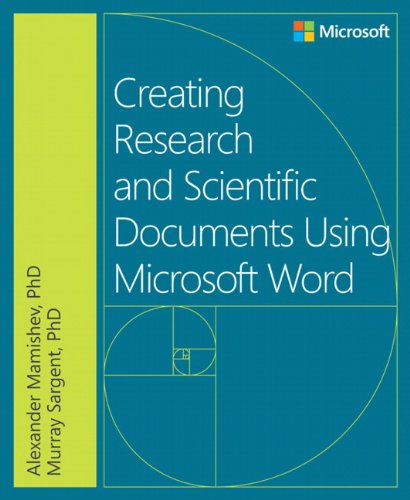 Microsoft
Creating
Research
and Scientific
Documents Using
Microsoft Word
Alexander Mamishev, PhD
Murray Sargent, PhD